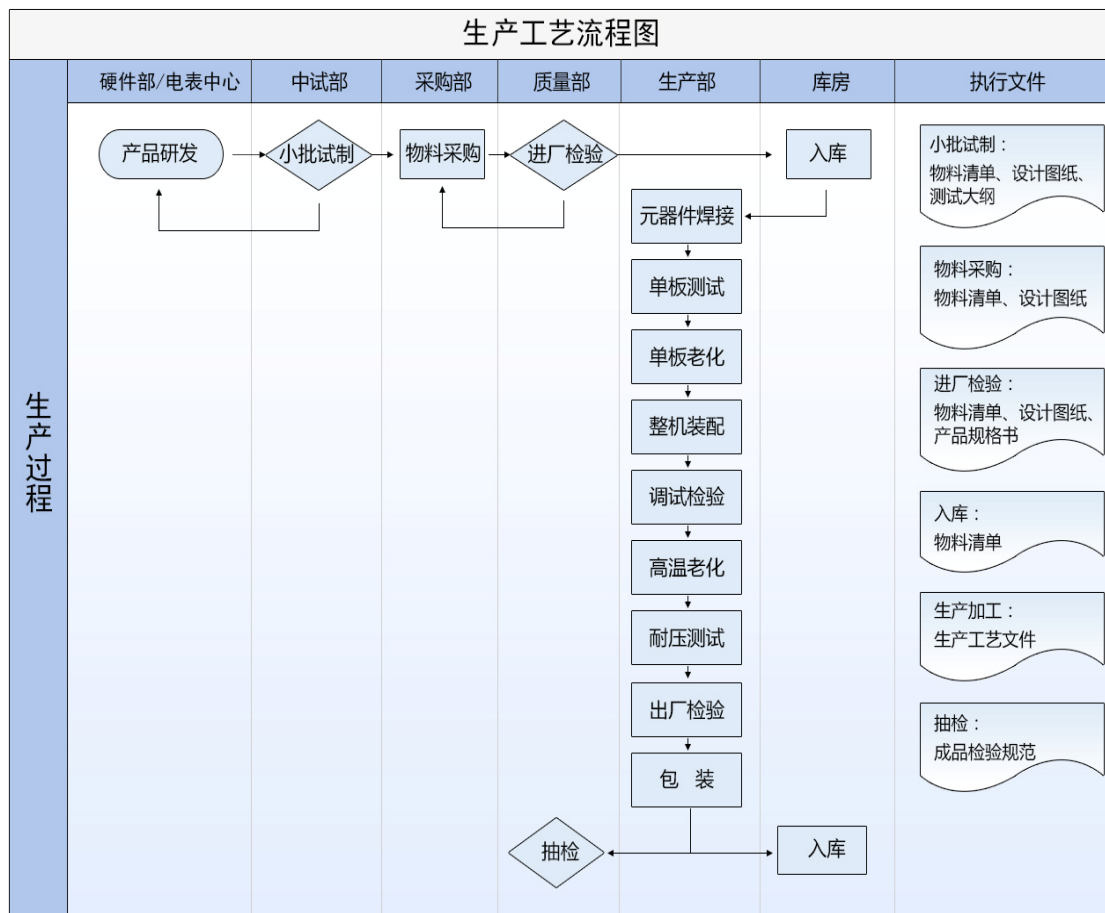 生产工艺流程图
硬件部/电表中心
中试部
采购部
质量部
生产部
库房
执行文件
生产过程
产品研发
小批试制
物料采购
进厂检验
入库
元器件焊接
单板测试
单板老化
整机装配
调试检验
高温老化
耐压测试
出厂检验
包 装
抽检
入库
小批试制：
物料清单、设计图纸、
测试大纲
物料采购：
物料清单、设计图纸
进厂检验：
物料清单、设计图纸、
产品规格书
入库：
物料清单
生产加工：
生产工艺文件
抽检：
成品检验规范